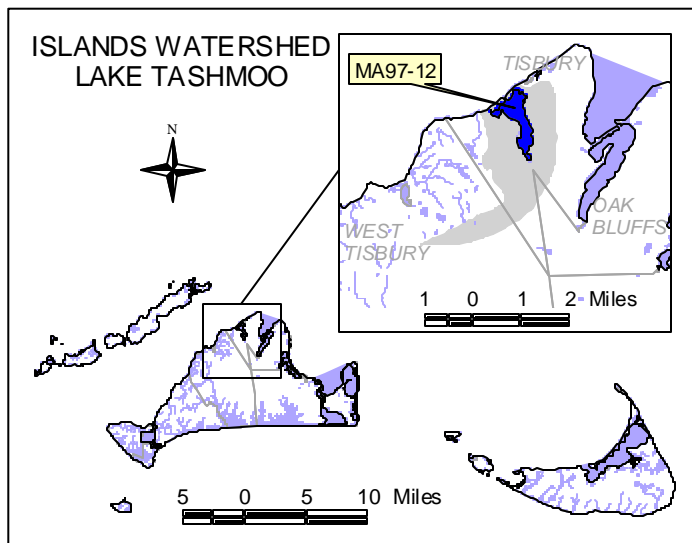 ISLANDS WATERSHED
LAKE TASHMOO
N
MA97-12
TISBURY
OAK
BLUFFS
WEST
TISBURY
1 0 1 2 Miles
5 0 5 10 Miles